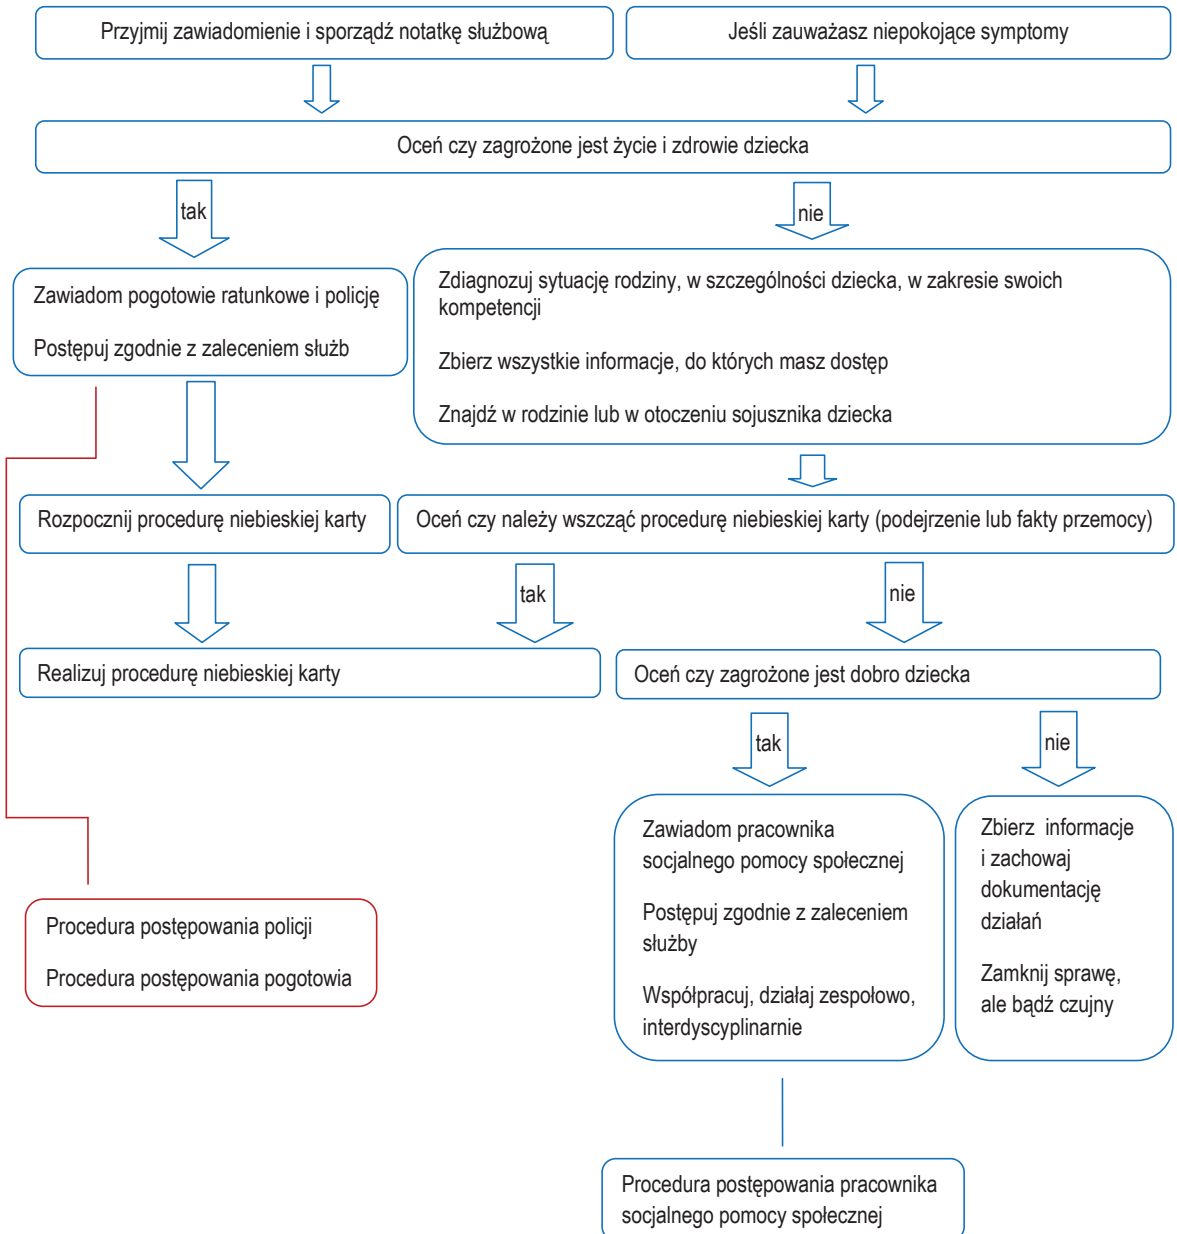 Przyjmij zawiadomienie i sporządź notatkę służbową
Jeśli zauważasz niepokojące symptomy
Oceń czy zagrożone jest życie i zdrowie dziecka
tak
nie
Zawiadom pogotowie ratunkowe i policję
Postępuj zgodnie z zaleceniem służb
Zdiagnozuj sytuację rodziny, w szczególności dziecka, w zakresie swoich
kompetencji
Zbierz wszystkie informacje, do których masz dostęp
Znajdź w rodzinie lub w otoczeniu sojusznika dziecka
Rozpocznij procedurę niebieskiej karty
Oceń czy należy wszcząć procedurę niebieskiej karty (podejrzenie lub fakty przemocy)
tak
nie
Realizuj procedurę niebieskiej karty
Oceń czy zagrożone jest dobro dziecka
tak
nie
Zawiadom pracownika
socjalnego pomocy społecznej
Postępuj zgodnie z zaleceniem
służby
Współpracuj, działaj zespołowo,
interdyscyplinarnie
Zbierz informacje
i zachowaj
dokumentację
działań
Zamknij sprawę,
ale bądź czujny
Procedura postępowania policji
Procedura postępowania pogotowia
Procedura postępowania pracownika
socjalnego pomocy społecznej